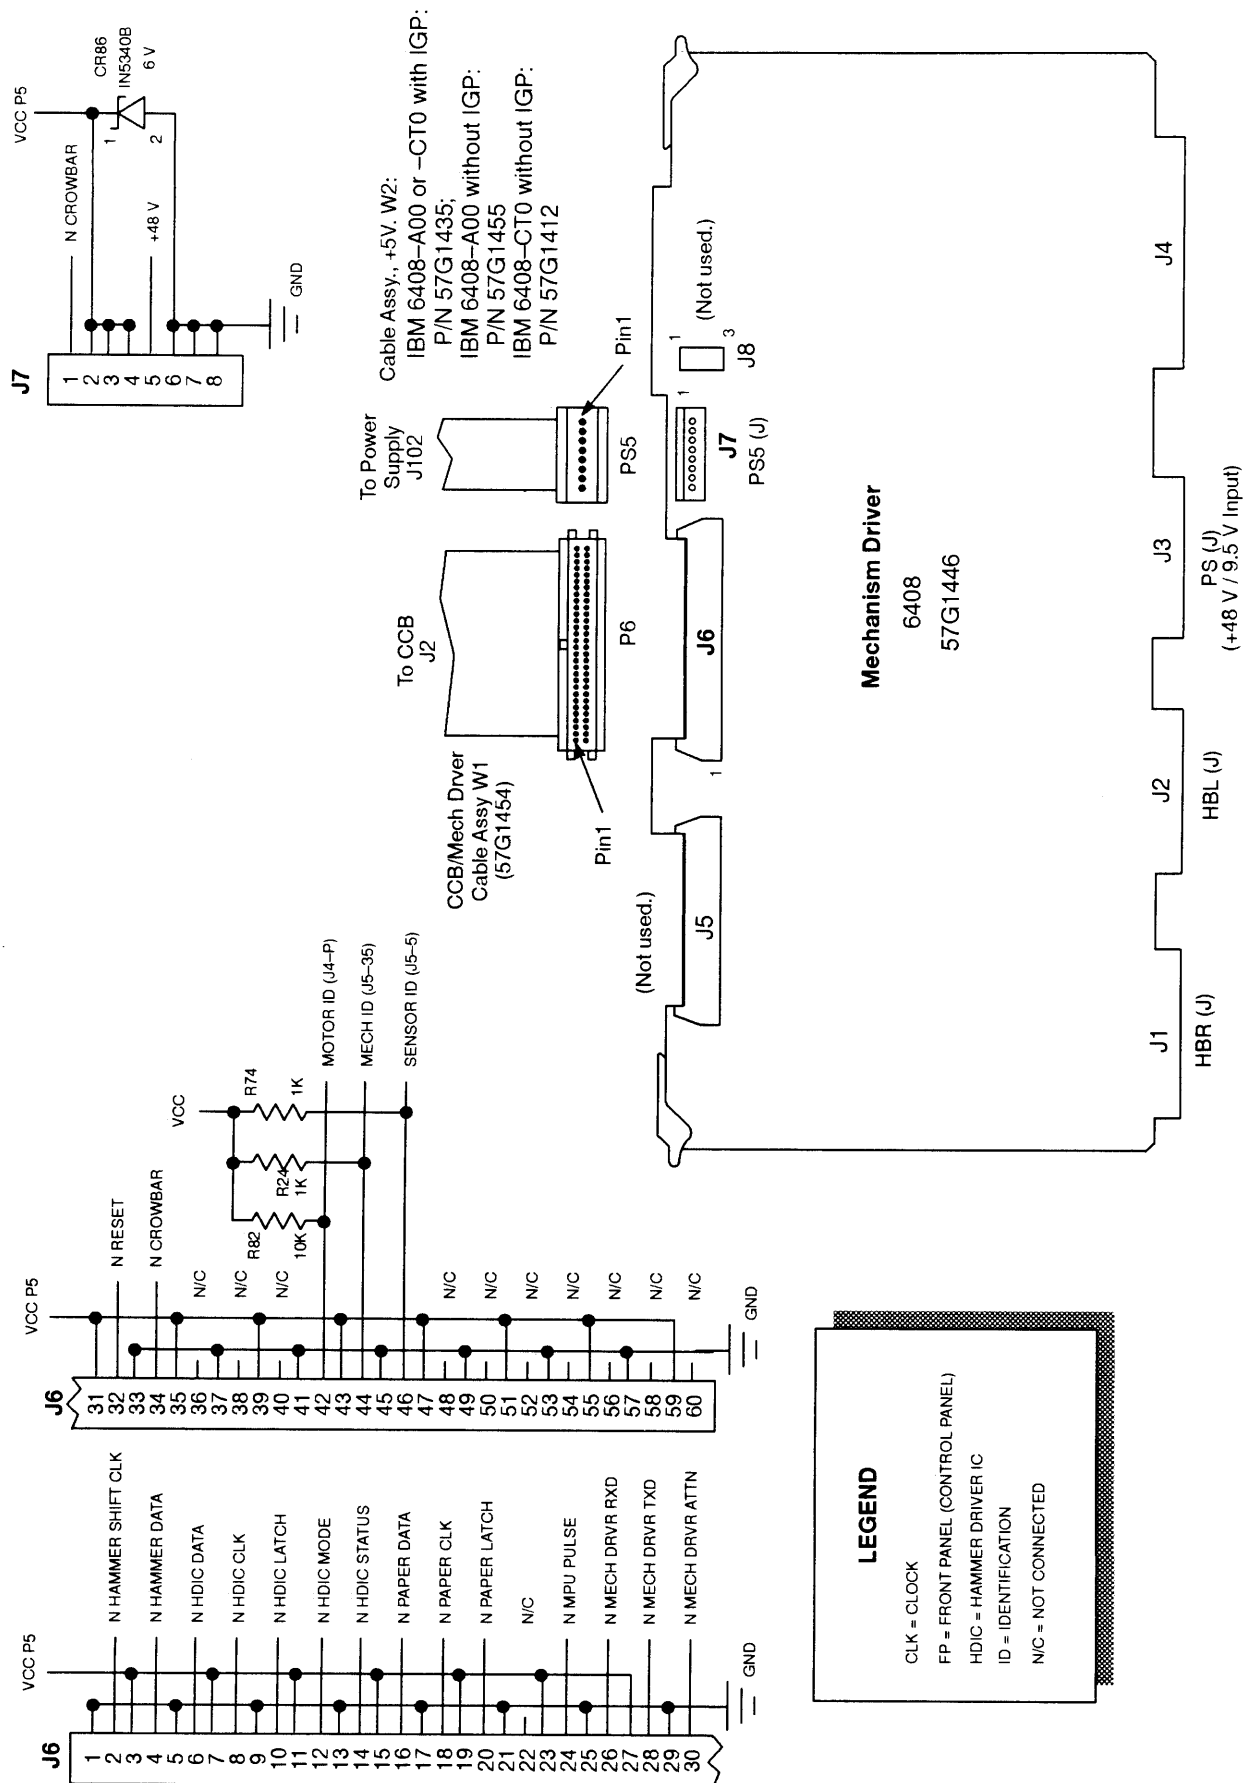 J6
1
2
3
4
5
6
7
8
9
10
11
12
13
14
15
16
17
18
19
20
21
22
23
24
25
26
27
28
29
30
VCC P5
N HAMMER SHIFT CLK
N HAMMER DATA
N HDIC DATA
N HDIC CLK
N HDIC LATCH
N HDIC MODE
N HDIC STATUS
N PAPER DATA
N PAPER CLK
N PAPER LATCH
N/C
N MPU PULSE
N MECH DRVR RXD
N MECH DRVR TXD
N MECH DRVR ATTN
GND
J6
31
32
33
34
35
36
37
38
39
40
41
42
43
44
45
46
47
48
49
50
51
52
53
54
55
56
57
58
59
60
VCC P5
N RESET
N CROWBAR
N/C
N/C
N/C
VCC
R82
10K
R24
1K
R74
1K
MOTOR ID (J4–P)
MECH ID (J5–35)
SENSOR ID (J5–5)
N/C
N/C
N/C
N/C
N/C
N/C
N/C
GND
J7
1
2
3
4
5
6
7
8
VCC P5
N CROWBAR
+48 V
GND
CR86
IN5340B
6 V
1
2
To CCB
J2
CCB/Mech Drver
Cable Assy W1
(57G1454)
Pin1
P6
To Power
Supply
J102
Cable Assy., +5V. W2:
IBM 6408–A00 or –CT0 with IGP:
P/N 57G1435;
IBM 6408–A00 without IGP:
P/N 57G1455
IBM 6408–CT0 without IGP:
P/N 57G1412
Pin1
PS5
(Not used.)
J5
1
J6
1
J7
PS5 (J)
1
3
J8
(Not used.)
Mechanism Driver
6408
57G1446
J1
HBR (J)
J2
HBL (J)
J3
PS (J)
(+48 V / 9.5 V Input)
J4
LEGEND
CLK = CLOCK
FP = FRONT PANEL (CONTROL PANEL)
HDIC = HAMMER DRIVER IC
ID = IDENTIFICATION
N/C = NOT CONNECTED